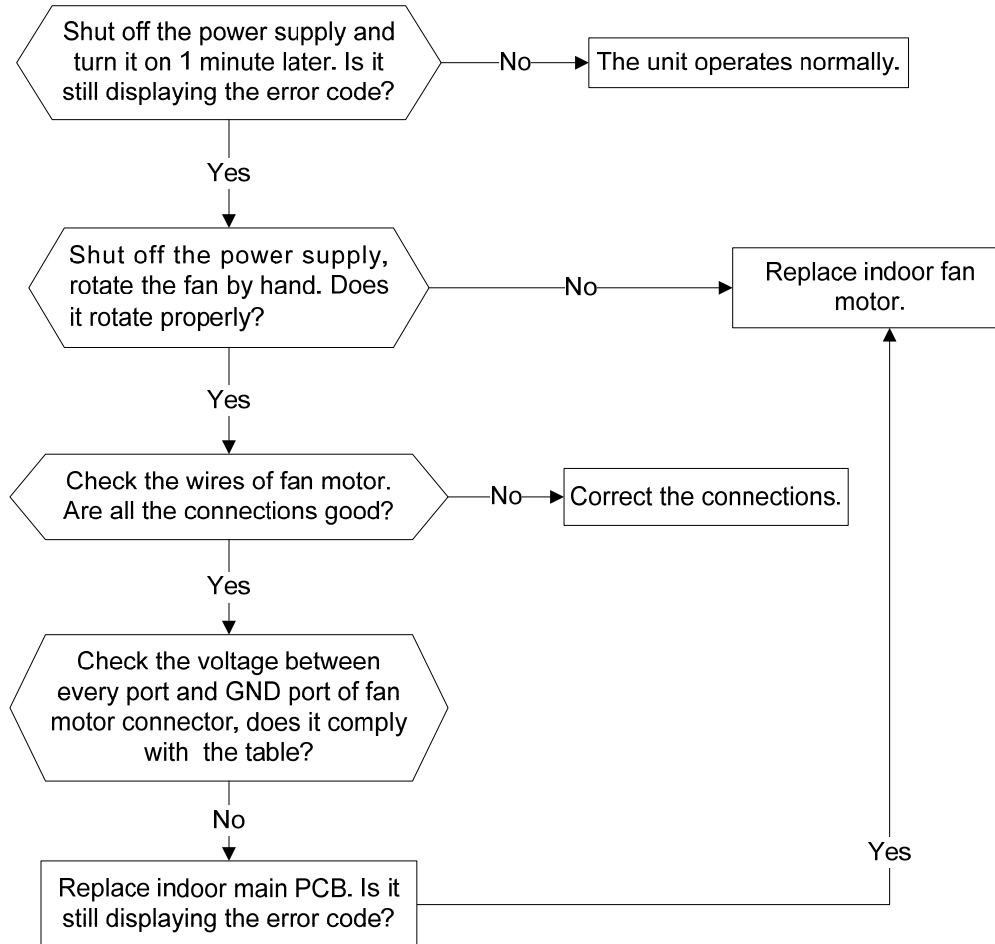 Shut off the power supply and
turn it on 1 minute later. Is it
still displaying the error code?
No
The unit operates normally.
Yes
Shut off the power supply,
rotate the fan by hand. Does
it rotate properly?
No
Replace indoor fan
motor.
Yes
Check the wires of fan motor.
Are all the connections good?
No
Correct the connections.
Yes
Check the voltage between
every port and GND port of fan
motor connector, does it comply
with the table?
No
Yes
Replace indoor main PCB. Is it
still displaying the error code?